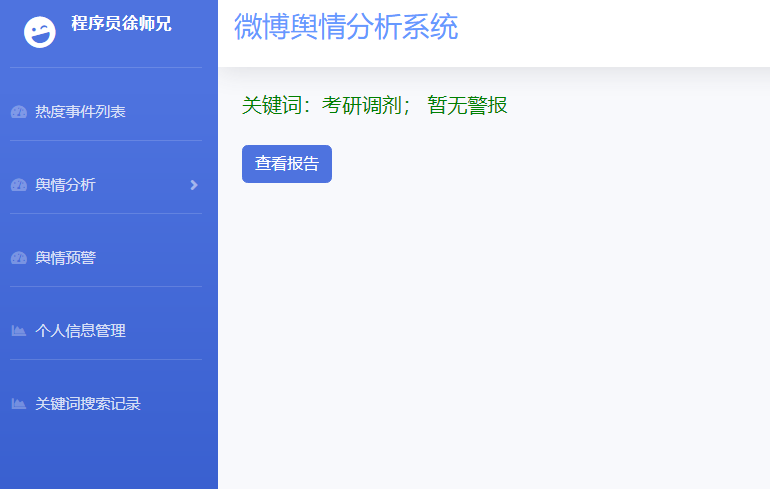 程序员徐师兄
热度事件列表
舆情分析
舆情预警
个人信息管理
关键词搜索记录
微博舆情分析系统
关键词：考研调剂； 暂无警报
查看报告